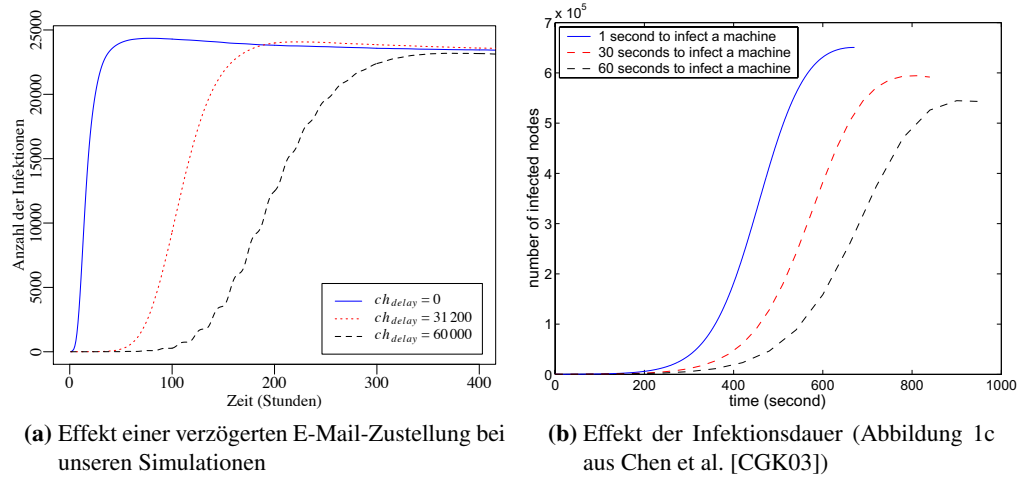 Anzahl der Infektionen
0
5000
10000
15000
20000
25000
0
100
200
300
400
Zeit (Stunden)
ch_delay = 0
ch_delay = 31 200
ch_delay = 60 000
(a) Effekt einer verzögerten E-Mail-Zustellung bei
unseren Simulationen
7
x 10^5
6
5
4
3
2
1
0
number of infected nodes
1 second to infect a machine
30 seconds to infect a machine
60 seconds to infect a machine
0
200
400
600
800
1000
time (second)
(b) Effekt der Infektionsdauer (Abbildung 1c
aus Chen et al. [CGK03])